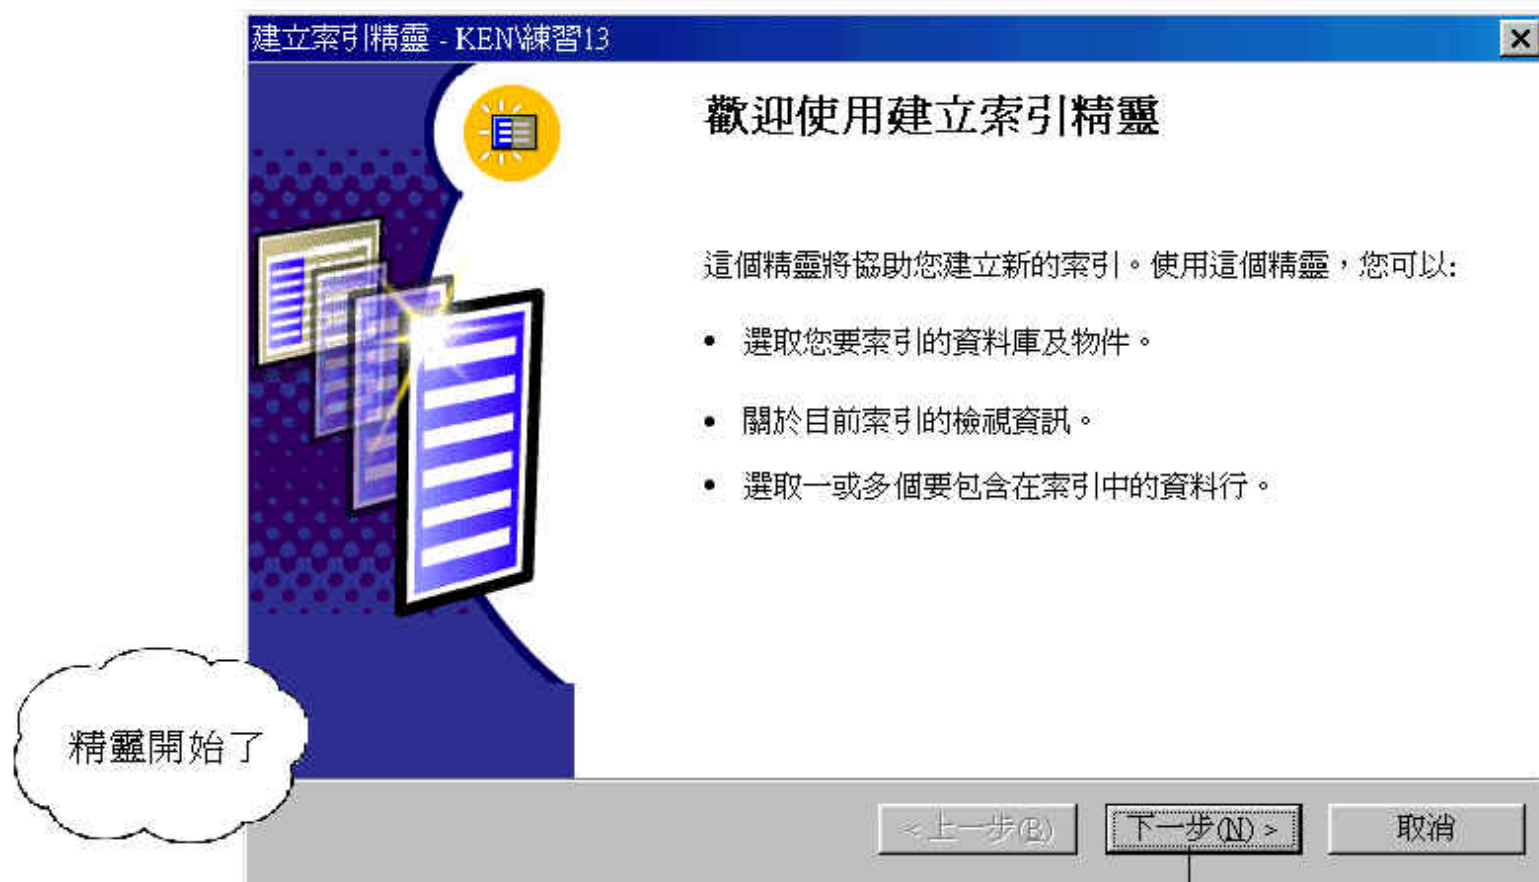 建立索引精靈 - KEN\練習13
歡迎使用建立索引精靈
這個精靈將協助您建立新的索引。使用這個精靈，您可以:
• 選取您要索引的資料庫及物件。
• 關於目前索引的檢視資訊。
• 選取一或多個要包含在索引中的資料行。
精靈開始了
<上一步(B) 下一步(N) > 取消